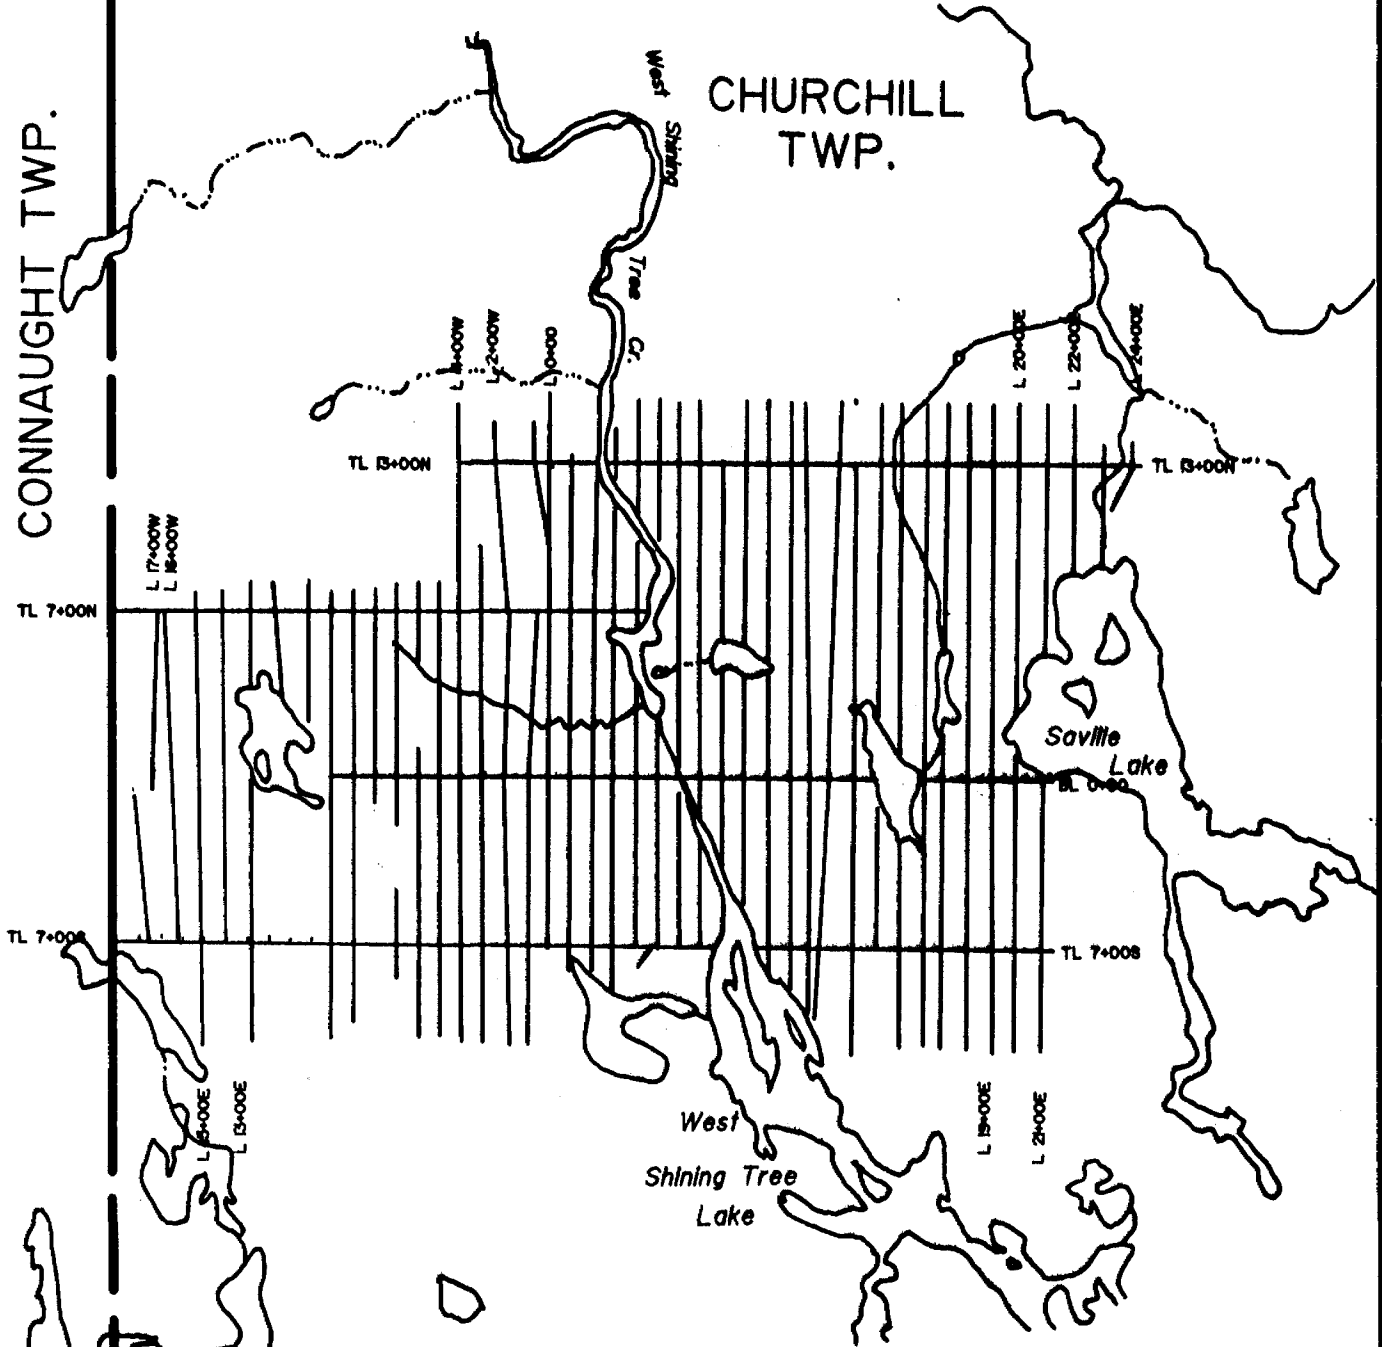 CHURCHILL
TWP.
CONNAUGHT TWP.
West
Shining
Tree
Cr.
L 4+00W
L 2+00W
L 0+00
L 20+00E
L 22+00E
24+00E
TL 13+00N
TL 13+00N
L 17+00W
L 16+00W
TL 7+00N
Saville
Lake
BL 0+00
TL 7+00S
TL 7+00S
L 13+00E
L 19+00E
L 21+00E
West
Shining Tree
Lake